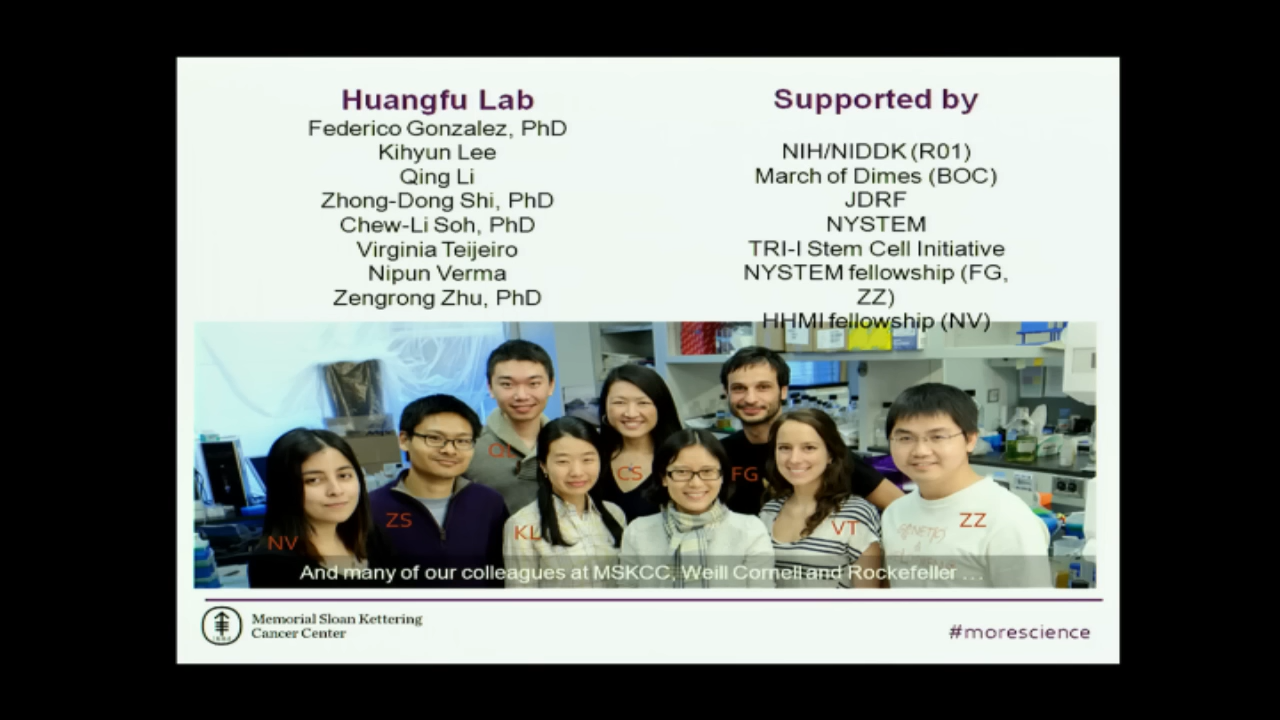 Huangfu Lab
Federico Gonzalez, PhD
Kihyun Lee
Qing Li
Zhong-Dong Shi, PhD
Chew-Li Soh, PhD
Virginia Teijeiro
Nipun Verma
Zengrong Zhu, PhD
Supported by
NIH/NIDDK (R01)
March of Dimes (BOC)
JDRF
NYSTEM
TRI-I Stem Cell Initiative
NYSTEM fellowship (FG,
ZZ)
HHMI fellowship (NV)
QL
CS
FG
ZS
KL
VT
ZZ
NV
And many of our colleagues at MSKCC, Weill Cornell and Rockefeller …
Memorial Sloan Kettering
Cancer Center
#morescience